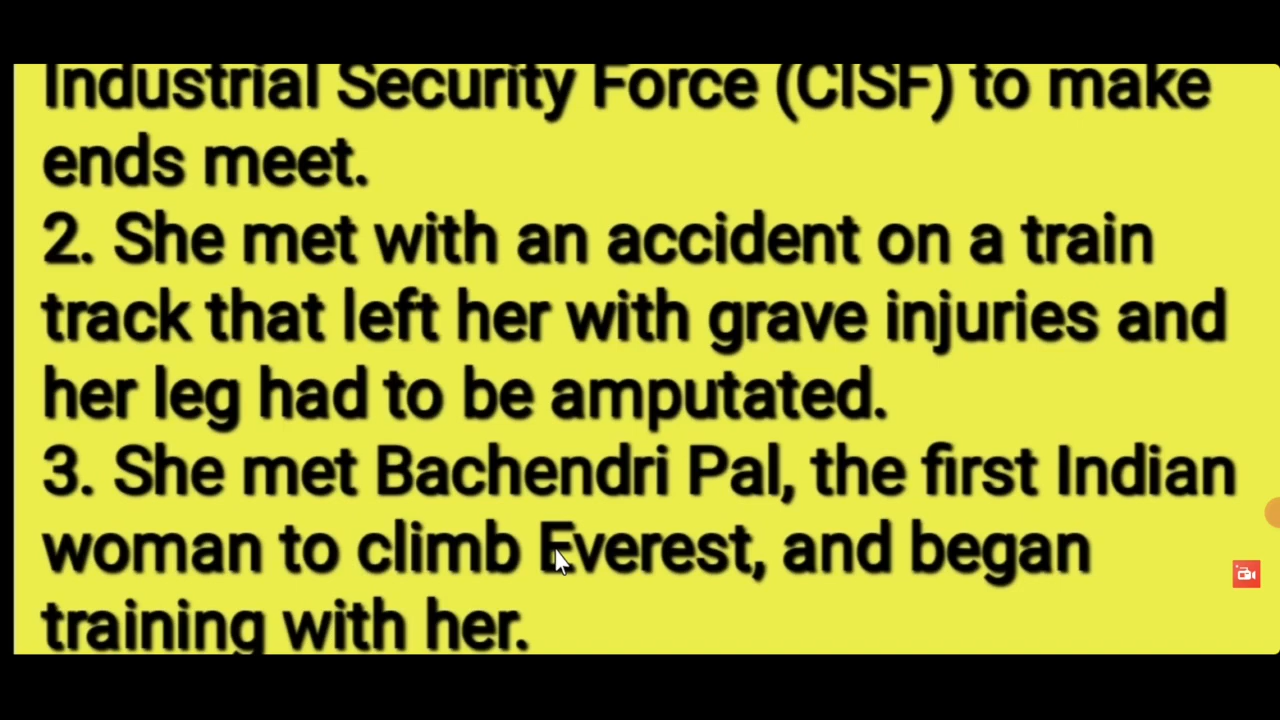 Industrial Security Force (CISF) to make
ends meet.
2. She met with an accident on a train
track that left her with grave injuries and
her leg had to be amputated.
3. She met Bachendri Pal, the first Indian
woman to climb Everest, and began
training with her.